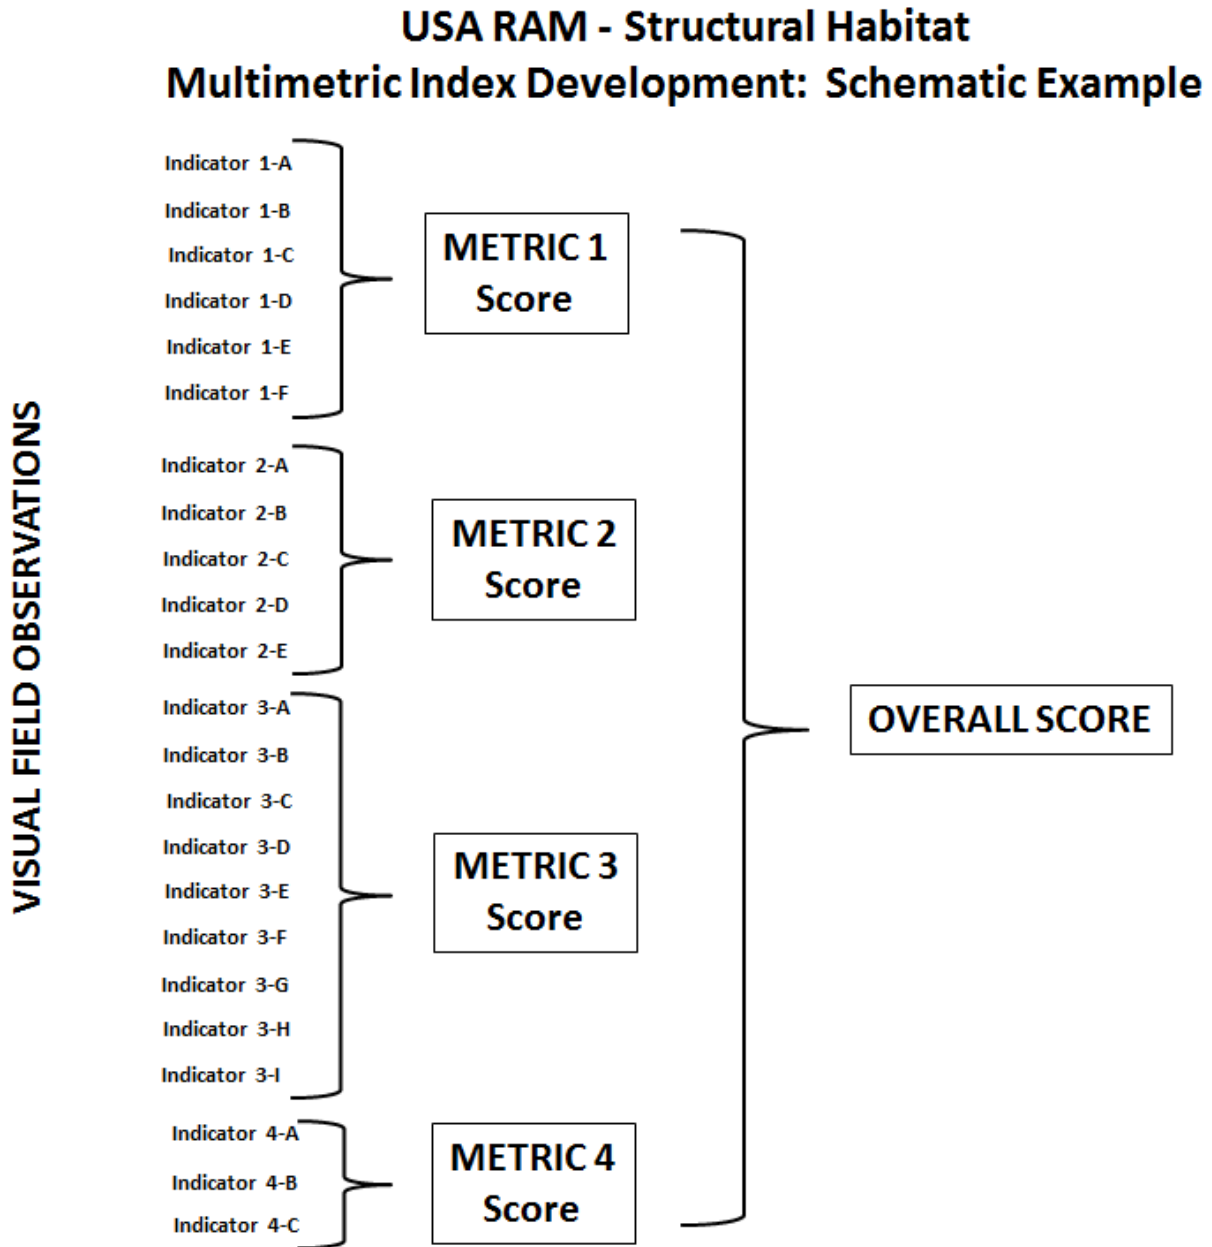 USA RAM - Structural Habitat
Multimetric Index Development: Schematic Example
VISUAL FIELD OBSERVATIONS
Indicator 1-A
Indicator 1-B
Indicator 1-C
Indicator 1-D
Indicator 1-E
Indicator 1-F
METRIC 1
Score
Indicator 2-A
Indicator 2-B
Indicator 2-C
Indicator 2-D
Indicator 2-E
METRIC 2
Score
Indicator 3-A
Indicator 3-B
Indicator 3-C
Indicator 3-D
Indicator 3-E
Indicator 3-F
Indicator 3-G
Indicator 3-H
Indicator 3-I
METRIC 3
Score
Indicator 4-A
Indicator 4-B
Indicator 4-C
METRIC 4
Score
OVERALL SCORE